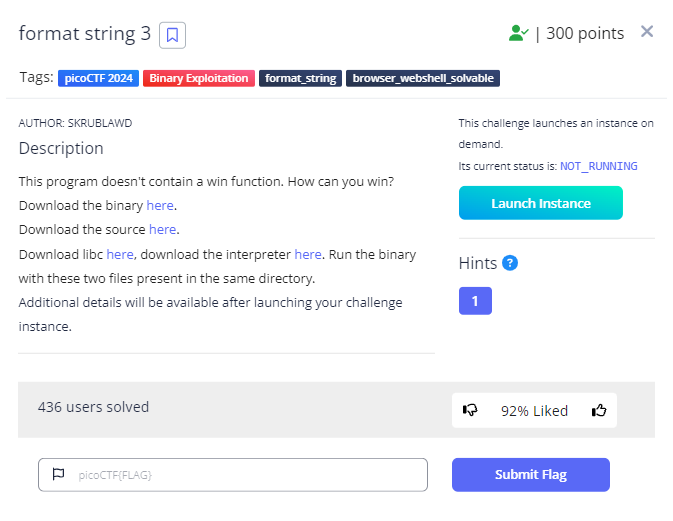 format string 3
| 300 points
Tags: picoCTF 2024 Binary Exploitation format_string browser_webshell_solvable
AUTHOR: SKRUBLAWD
Description
This program doesn't contain a win function. How can you win?
Download the binary here.
Download the source here.
Download libc here, download the interpreter here. Run the binary
with these two files present in the same directory.
Additional details will be available after launching your challenge
instance.
This challenge launches an instance on
demand.
Its current status is: NOT_RUNNING
Launch Instance
Hints ?
1
436 users solved
92% Liked
picoCTF{FLAG}
Submit Flag